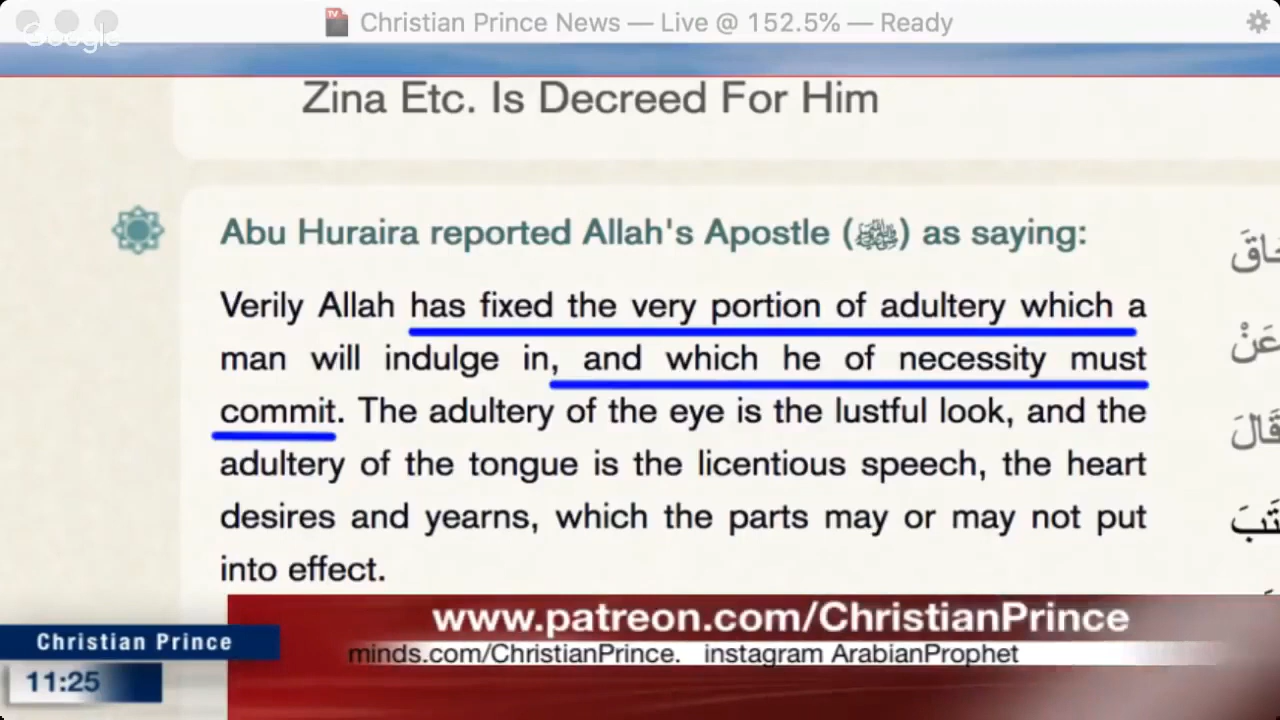 Google
TV
Christian Prince News — Live @ 152.5% — Ready
Zina Etc. Is Decreed For Him
Abu Huraira reported Allah's Apostle (ﷺ) as saying:
Verily Allah has fixed the very portion of adultery which a
man will indulge in, and which he of necessity must
commit. The adultery of the eye is the lustful look, and the
adultery of the tongue is the licentious speech, the heart
desires and yearns, which the parts may or may not put
into effect.
عَنْ
قَالَ
www.patreon.com/ChristianPrince
Christian Prince
minds.com/ChristianPrince. instagram ArabianProphet
11:25